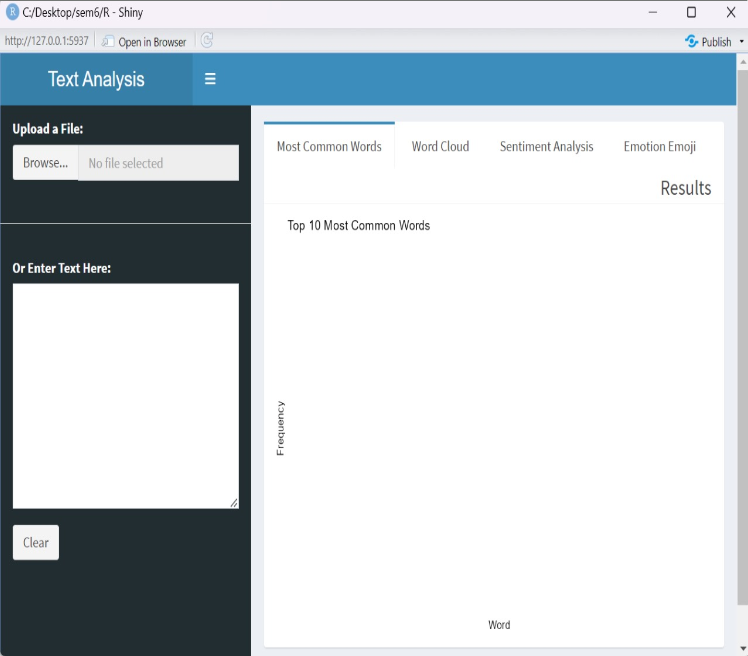 R C:/Desktop/sem6/R - Shiny
http://127.0.0.1:5937 Open in Browser Publish
Text Analysis
Upload a File:
Browse... No file selected
Or Enter Text Here:
Clear
Most Common Words Word Cloud Sentiment Analysis Emotion Emoji
Results
Top 10 Most Common Words
Frequency
Word